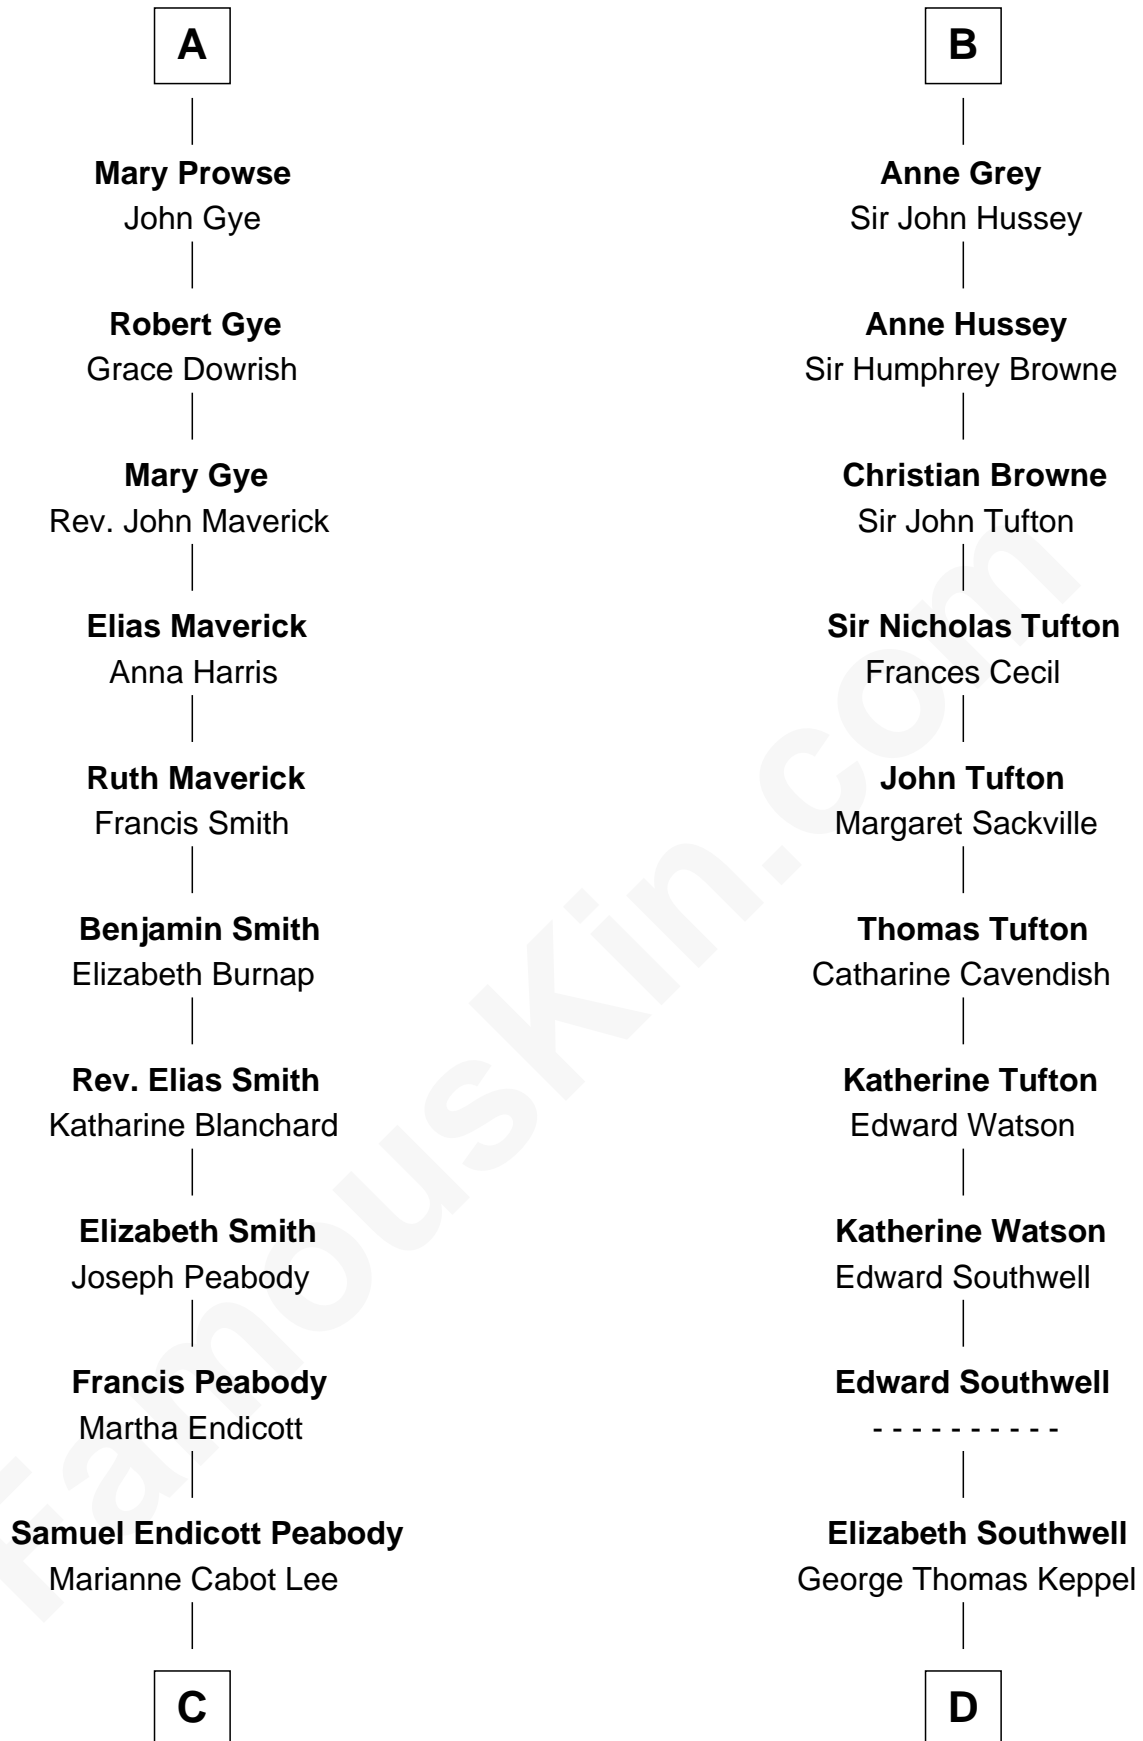 A
Mary Prowse
John Gye
Robert Gye
Grace Dowrish
Mary Gye
Rev. John Maverick
Elias Maverick
Anna Harris
Ruth Maverick
Francis Smith
Benjamin Smith
Elizabeth Burnap
Rev. Elias Smith
Katharine Blanchard
Elizabeth Smith
Joseph Peabody
Francis Peabody
Martha Endicott
Samuel Endicott Peabody
Marianne Cabot Lee
C
B
Anne Grey
Sir John Hussey
Anne Hussey
Sir Humphrey Browne
Christian Browne
Sir John Tufton
Sir Nicholas Tufton
Frances Cecil
John Tufton
Margaret Sackville
Thomas Tufton
Catharine Cavendish
Katherine Tufton
Edward Watson
Katherine Watson
Edward Southwell
Edward Southwell
- - - - - - - - - -
Elizabeth Southwell
George Thomas Keppel
D
FamousKin.com